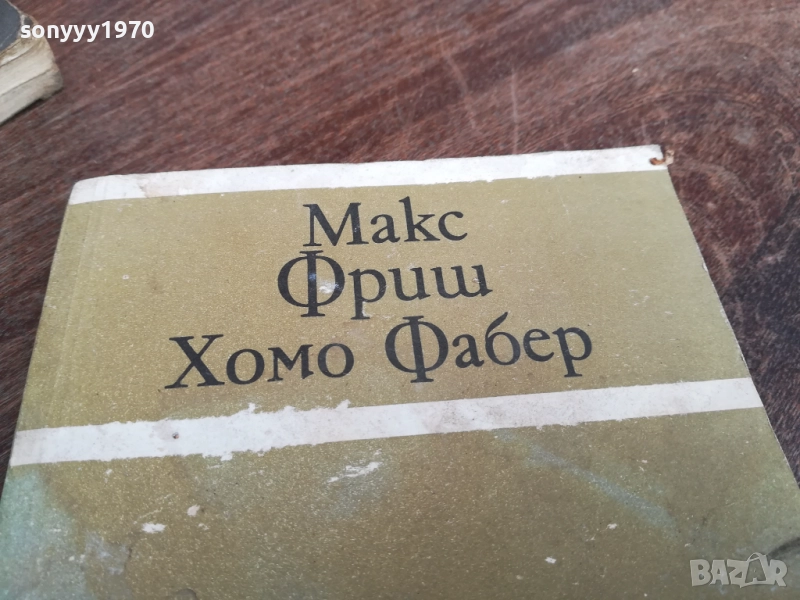 sonyyy1970
Макс
Фриш
Хомо Фабер
BAZAR